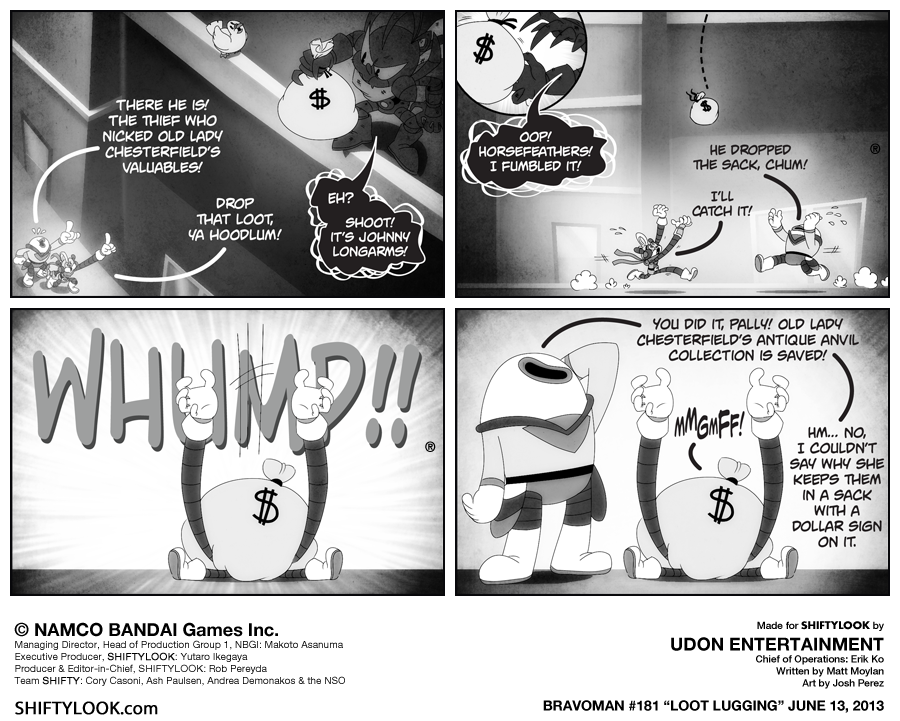 THERE HE IS!
THE THIEF WHO
NICKED OLD LADY
CHESTERFIELD'S
VALUABLES!
DROP
THAT LOOT,
YA HOODLUM!
$
EH?
SHOOT!
IT'S JOHNNY
LONGARMS!
$
OOP!
HORSEFEATHERS!
I FUMBLED IT!
$
HE DROPPED
THE SACK, CHUM!
I'LL
CATCH IT!
®
WHUMP!!
$
®
YOU DID IT, PALLY! OLD LADY
CHESTERFIELD'S ANTIQUE ANVIL
COLLECTION IS SAVED!
MMGMFF!
$
HM... NO,
I COULDN'T
SAY WHY SHE
KEEPS THEM
IN A SACK
WITH A
DOLLAR SIGN
ON IT.
© NAMCO BANDAI Games Inc.
Managing Director, Head of Production Group 1, NBGI: Makoto Asanuma
Executive Producer, SHIFTYLOOK: Yutaro Ikegaya
Producer & Editor-in-Chief, SHIFTYLOOK: Rob Pereyda
Team SHIFTY: Cory Casoni, Ash Paulsen, Andrea Demonakos & the NSO
SHIFTYLOOK.com
Made for SHIFTYLOOK by
UDON ENTERTAINMENT
Chief of Operations: Erik Ko
Written by Matt Moylan
Art by Josh Perez
BRAVOMAN #181 “LOOT LUGGING” JUNE 13, 2013